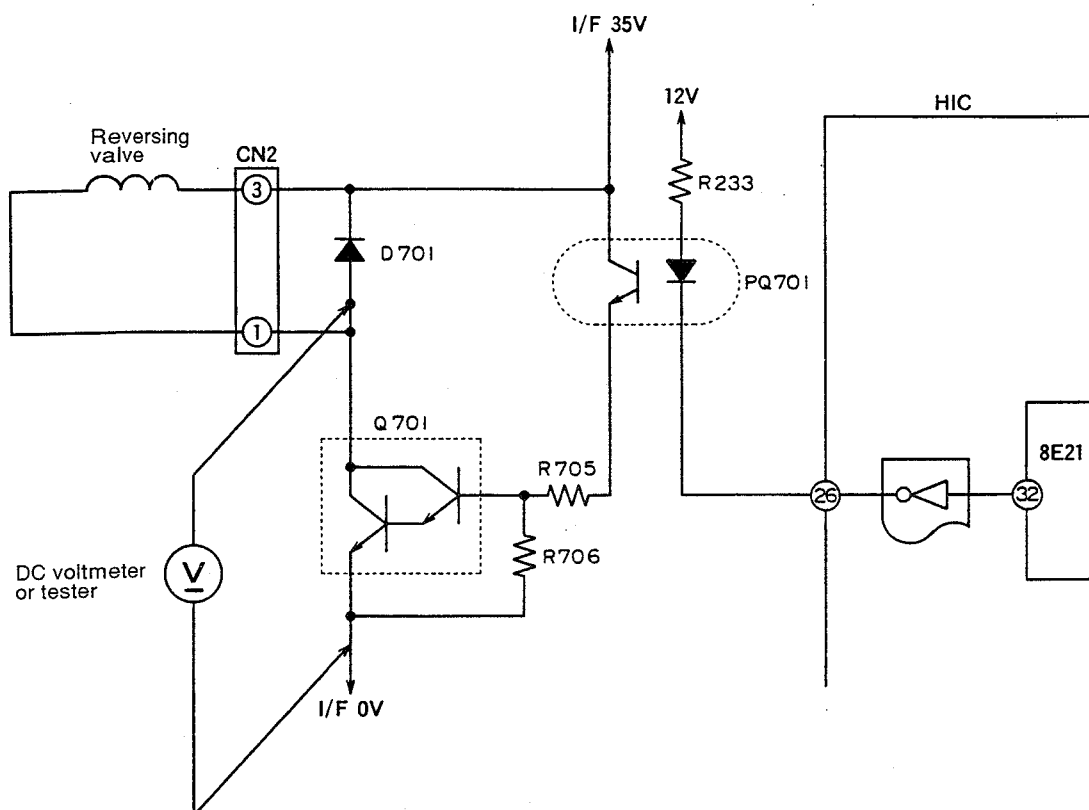 I/F 35V
12V
HIC
Reversing
valve
CN2
3
R233
D701
PQ701
1
Q701
R705
8E21
26
32
R706
DC voltmeter
or tester
V
I/F 0V